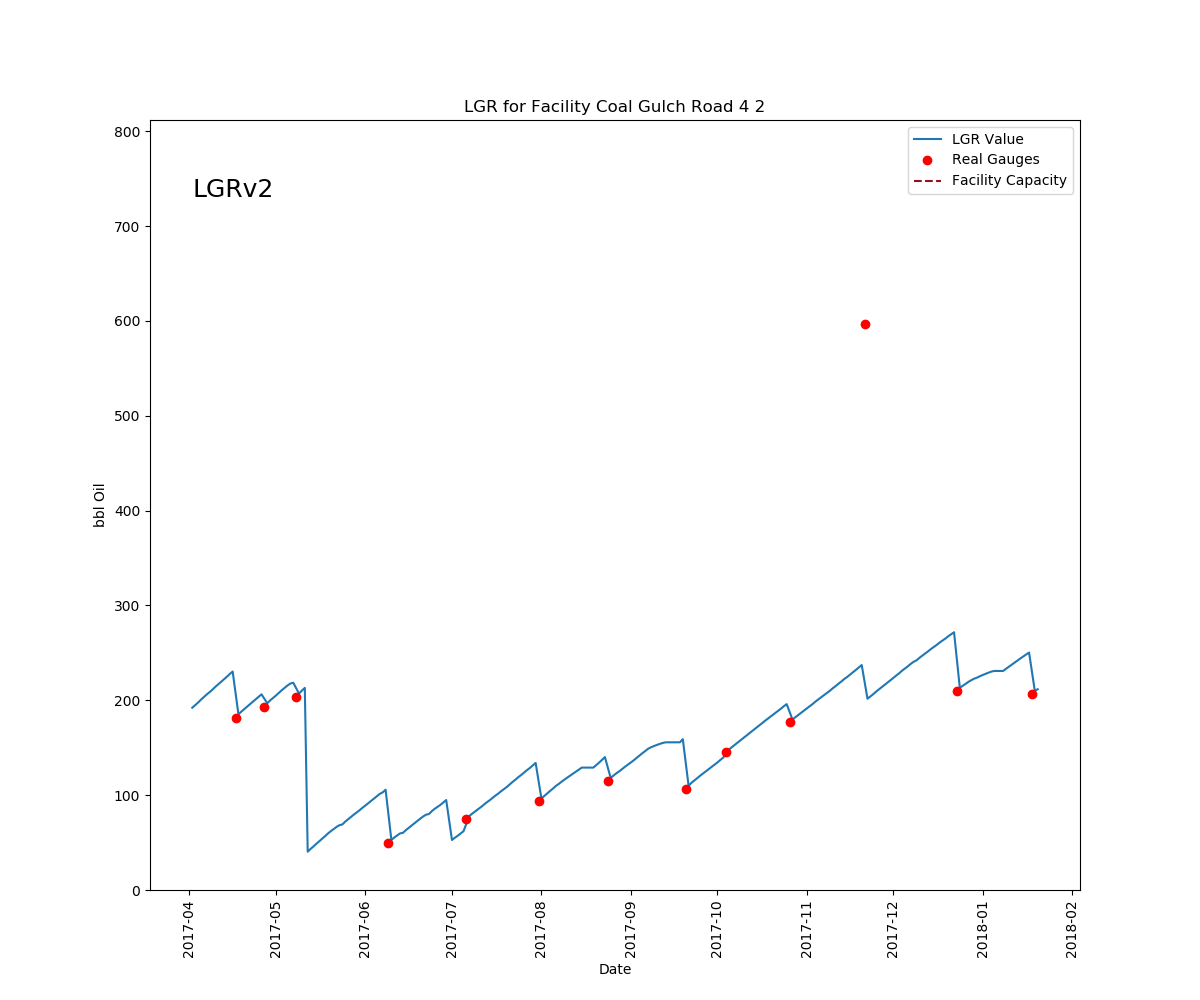 LGR for Facility Coal Gulch Road 4 2
LGRv2
LGR Value
Real Gauges
Facility Capacity
bbl Oil
800
700
600
500
400
300
200
100
0
2017-04
2017-05
2017-06
2017-07
2017-08
2017-09
2017-10
2017-11
2017-12
2018-01
2018-02
Date